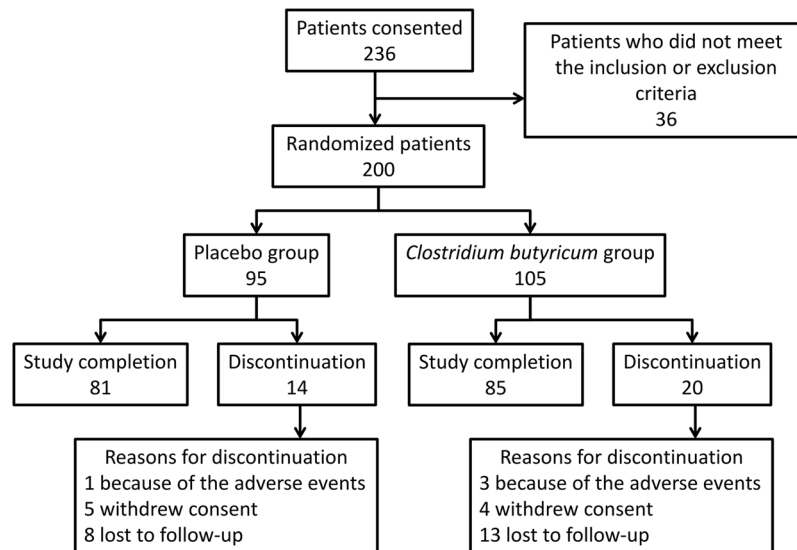 Patients consented
236
Patients who did not meet
the inclusion or exclusion
criteria
36
Randomized patients
200
Placebo group
95
Clostridium butyricum group
105
Study completion
81
Discontinuation
14
Study completion
85
Discontinuation
20
Reasons for discontinuation
1 because of the adverse events
5 withdrew consent
8 lost to follow-up
Reasons for discontinuation
3 because of the adverse events
4 withdrew consent
13 lost to follow-up